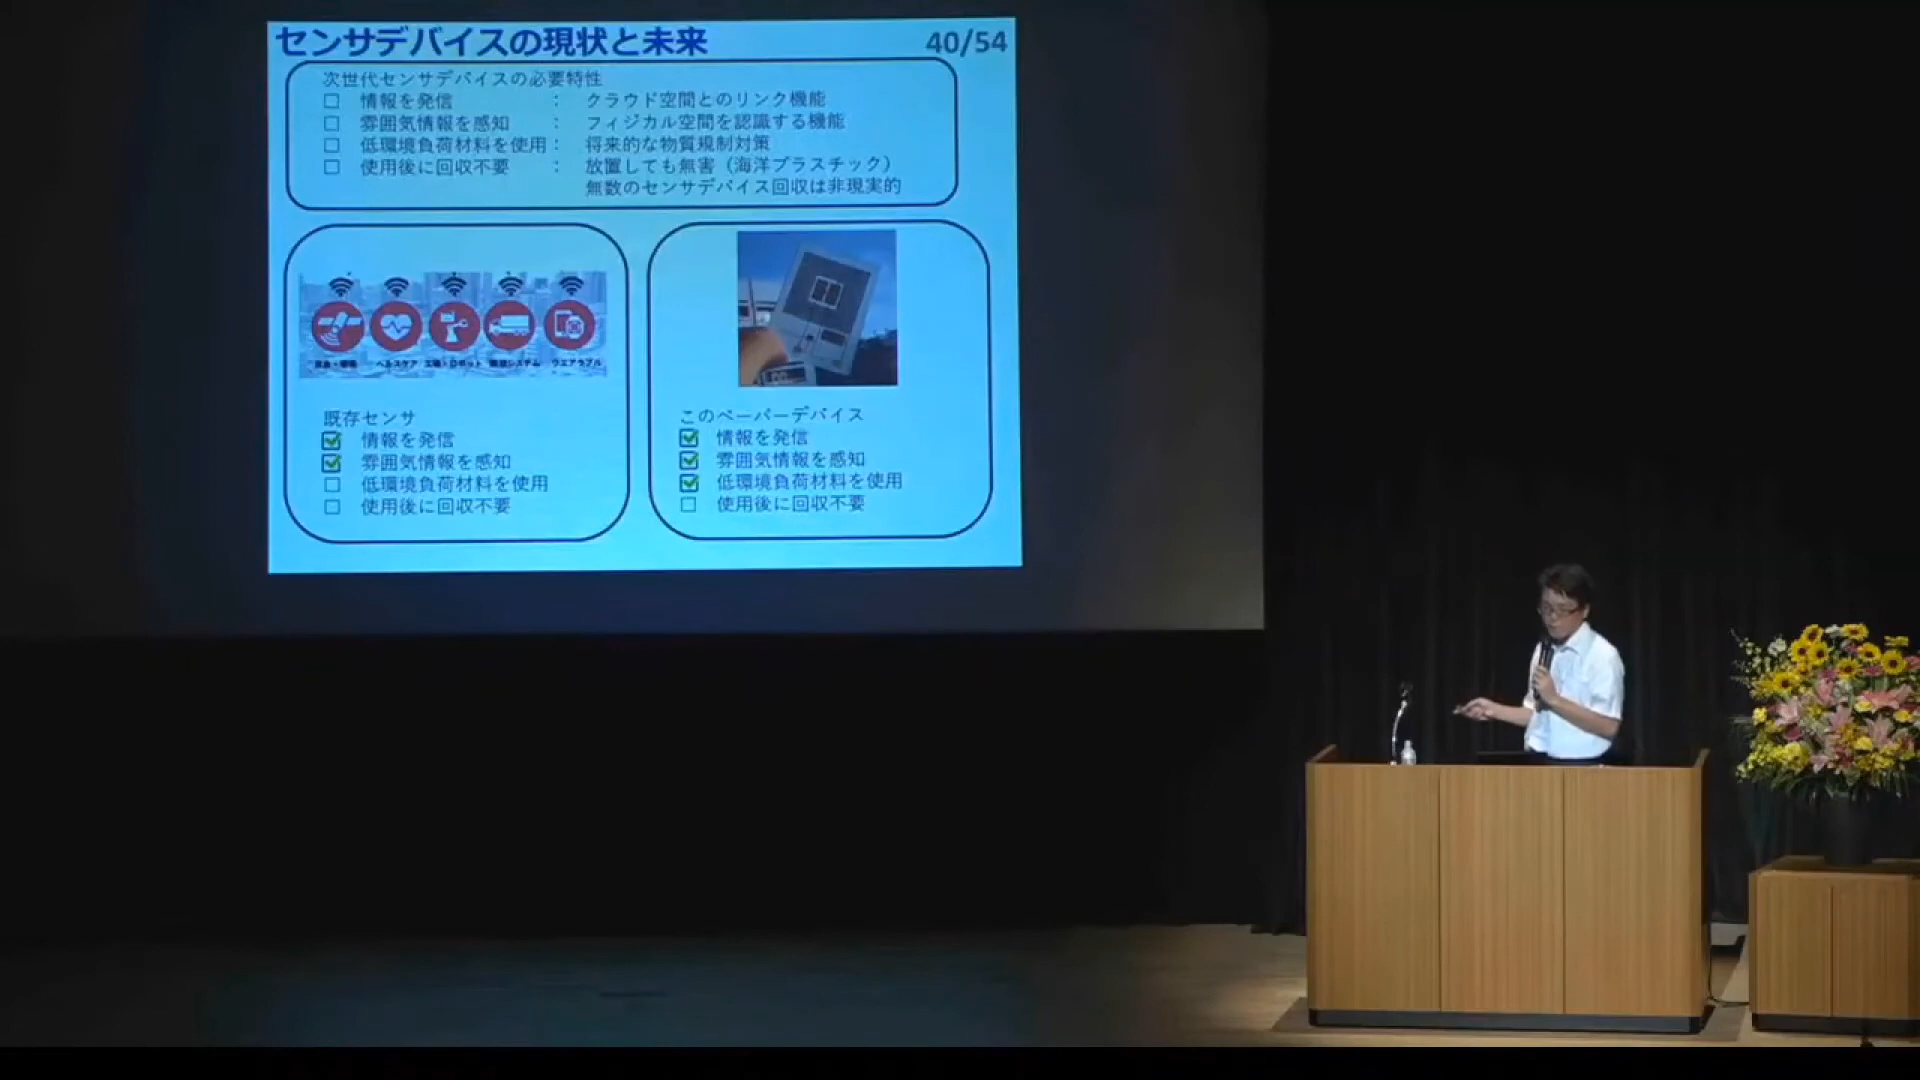 センサデバイスの現状と未来
40/54
次世代センサデバイスの必要特性
□ 情報を発信 : クラウド空間とのリンク機能
□ 雰囲気情報を感知 : フィジカル空間を認識する機能
□ 低環境負荷材料を使用 : 将来的な物質規制対策
□ 使用後に回収不要 : 放置しても無害（海洋プラスチック）
無数のセンサデバイス回収は非現実的
ヘルスケア 工場・ロボット ウエアラブル
既存センサ
☑ 情報を発信
☑ 雰囲気情報を感知
□ 低環境負荷材料を使用
□ 使用後に回収不要
このペーパーデバイス
☑ 情報を発信
☑ 雰囲気情報を感知
☑ 低環境負荷材料を使用
□ 使用後に回収不要